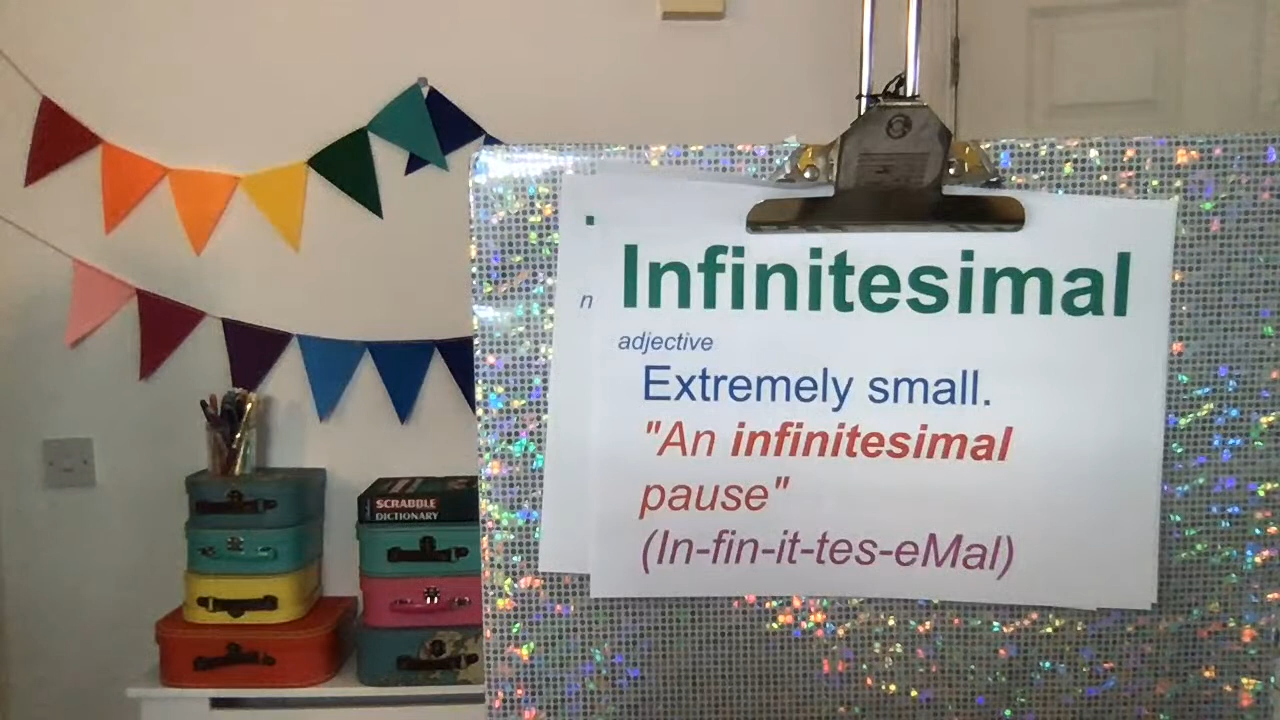 Infinitesimal
adjective
Extremely small.
"An infinitesimal
pause"
(In-fin-it-tes-eMal)
n
SCRABBLE
DICTIONARY